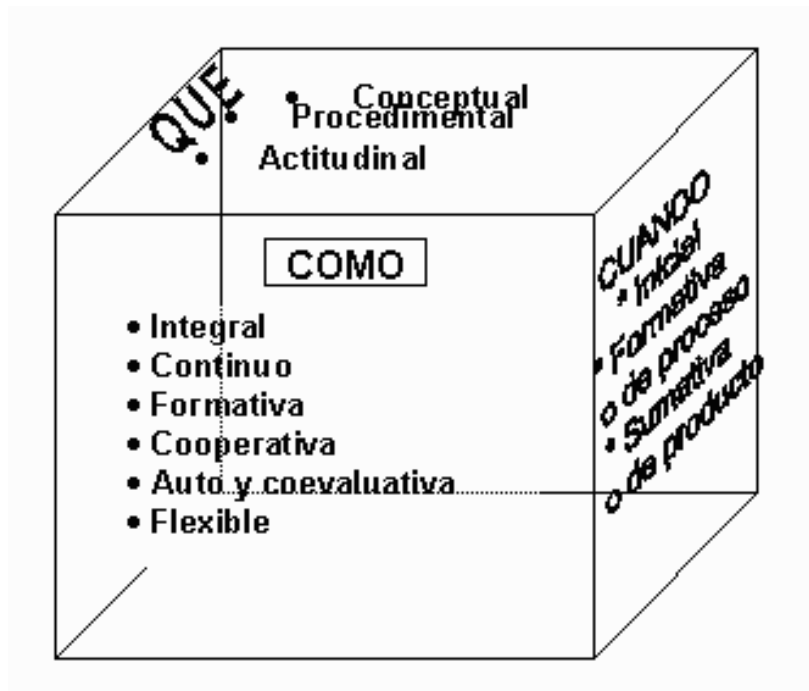 QUE
• Conceptual
• Procedimental
• Actitudinal
COMO
• Integral
• Continuo
• Formativa
• Cooperativa
• Auto y coevaluativa
• Flexible
CUANDO
• Inicial
• Formativa
o de proceso
• Sumativa
o de producto